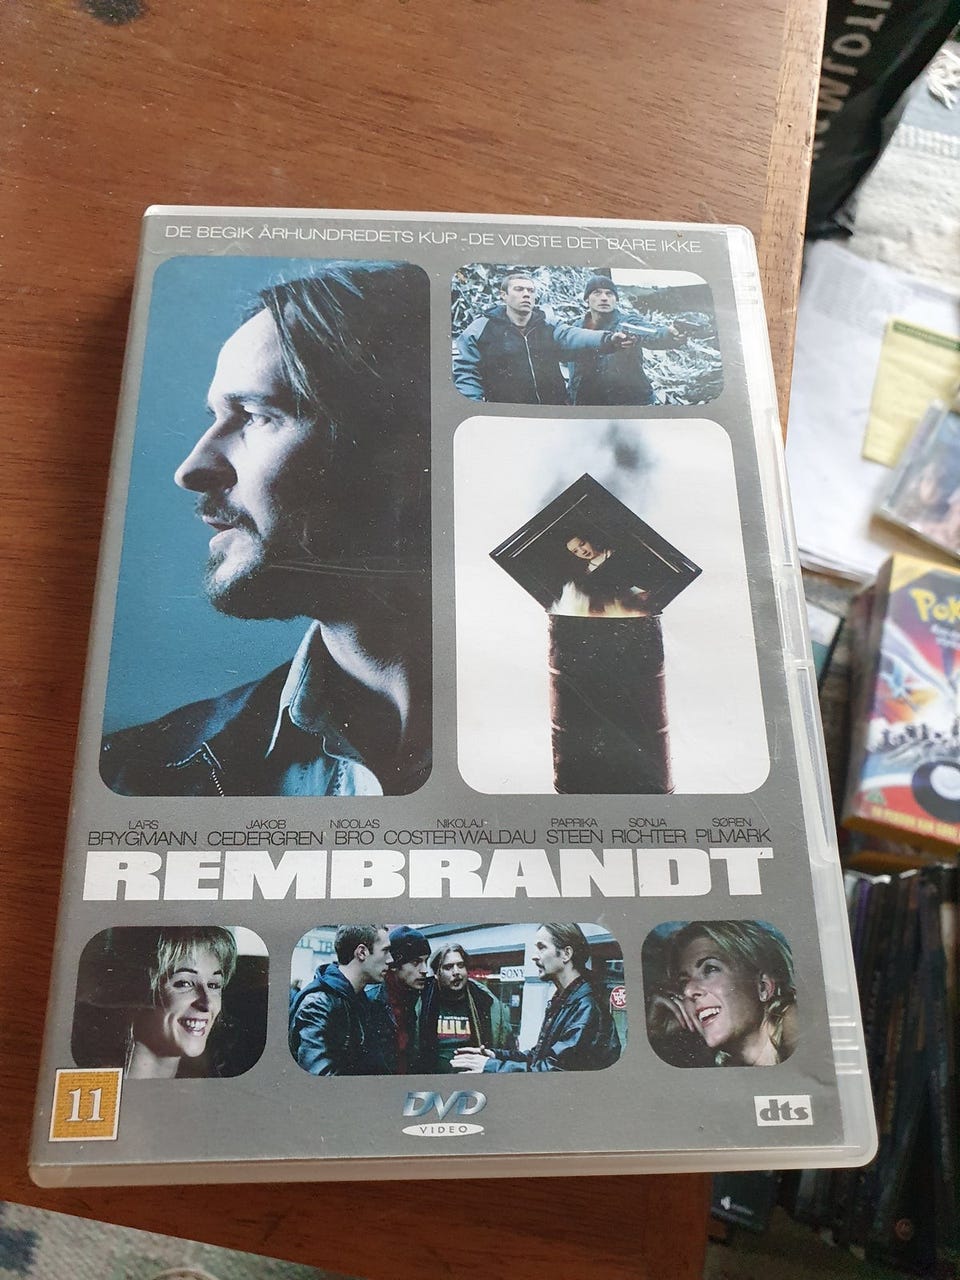 DE BEGIK ÅRHUNDREDETS KUP - DE VIDSTE DET BARE IKKE
LARS BRYGMANN
JAKOB CEDERGREN
NICOLAS BRO
NIKOLAJ COSTER WALDAU
PAPRIKA STEEN
SONJA RICHTER
SØREN PILMARK
REMBRANDT
SONY
11
DVD
VIDEO
dts